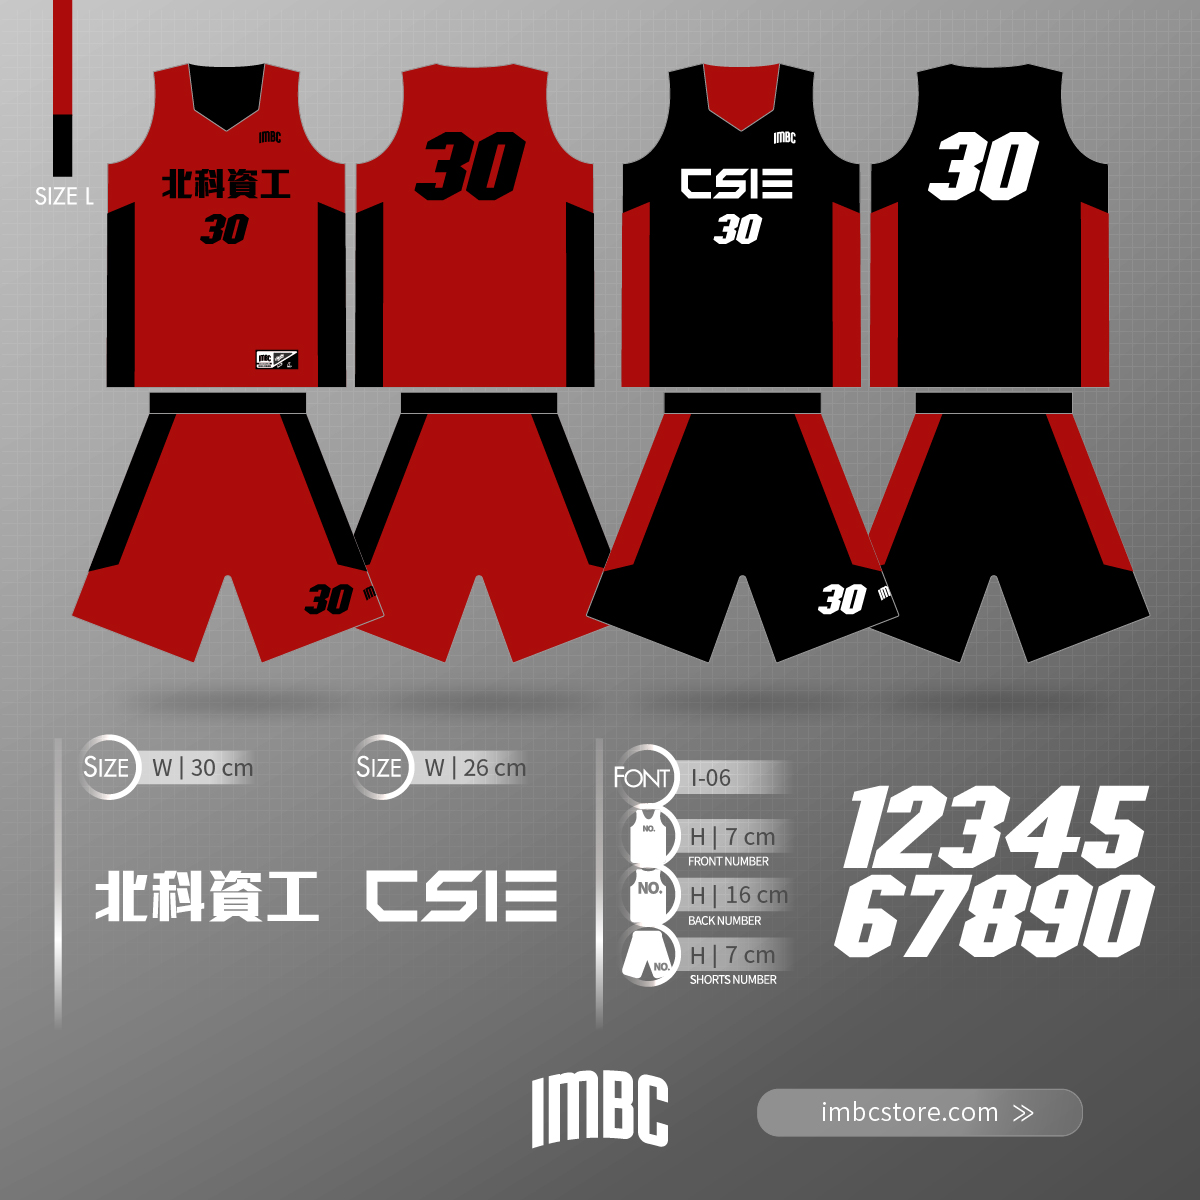 SIZE L
IMBC
北科資工
30
IMBC
30
IMBC
CSIE
30
30
30
IMB
30
IMB
SIZE W | 30 cm
SIZE W | 26 cm
北科資工
CSIE
FONT I-06
NO. H | 7 cm
FRONT NUMBER
NO. H | 16 cm
BACK NUMBER
NO. H | 7 cm
SHORTS NUMBER
12345
67890
IMBC
imbcstore.com